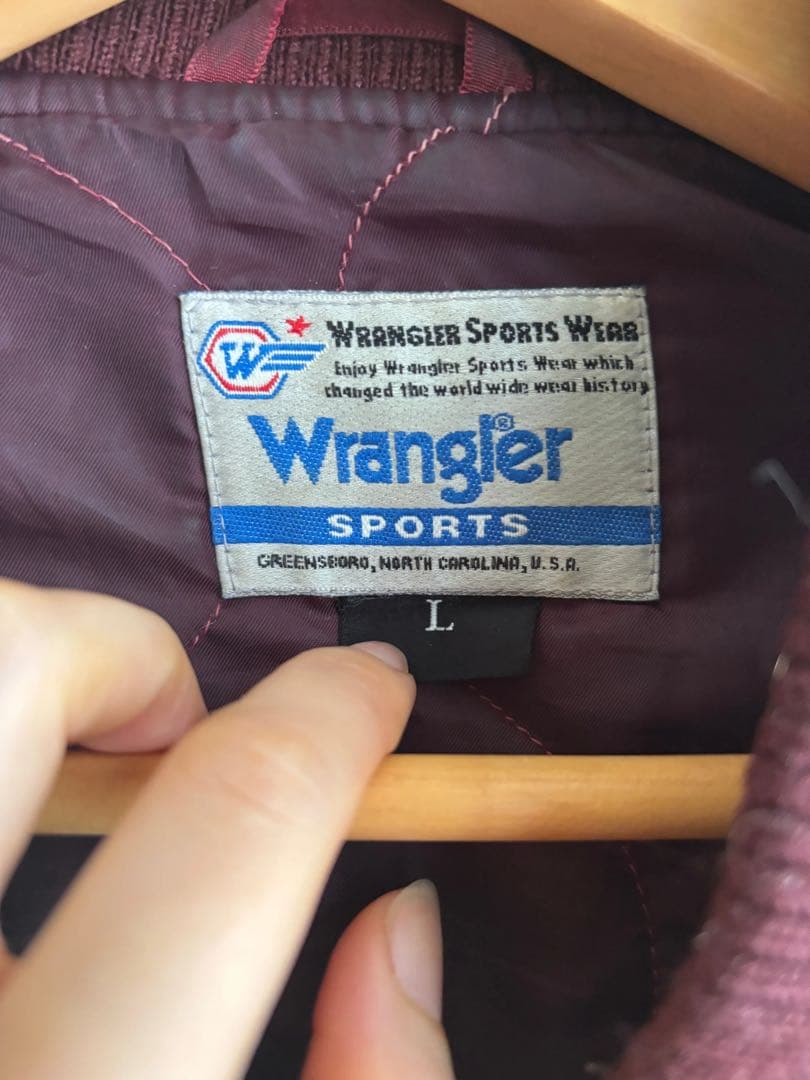 W
WRANGLER SPORTS WEAR
Enjoy Wrangler Sports Wear which
changed the world wide wear history
Wrangler®
SPORTS
GREENSBORO, NORTH CAROLINA, U.S.A.
L